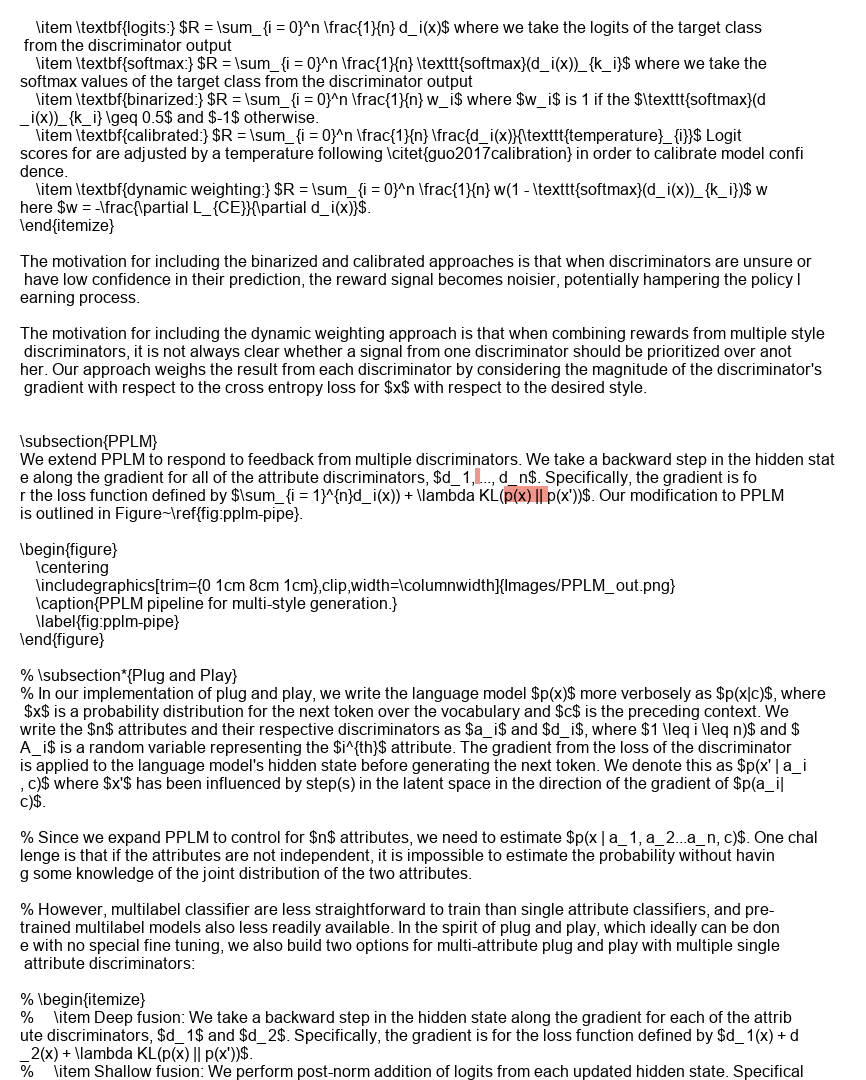 \item \textbf{logits:} $R = \sum_{i = 0}^n \frac{1}{n} d_i(x)$ where we take the logits of the target class
from the discriminator output
\item \textbf{softmax:} $R = \sum_{i = 0}^n \frac{1}{n} \texttt{softmax}(d_i(x))_{k_i}$ where we take the
softmax values of the target class from the discriminator output
\item \textbf{binarized:} $R = \sum_{i = 0}^n \frac{1}{n} w_i$ where $w_i$ is 1 if the $\texttt{softmax}(d
_i(x))_{k_i} \geq 0.5$ and $-1$ otherwise.
\item \textbf{calibrated:} $R = \sum_{i = 0}^n \frac{1}{n} \frac{d_i(x)}{\texttt{temperature}_{i}}$ Logit
scores for are adjusted by a temperature following \citet{guo2017calibration} in order to calibrate model confi
dence.
\item \textbf{dynamic weighting:} $R = \sum_{i = 0}^n \frac{1}{n} w(1 - \texttt{softmax}(d_i(x))_{k_i})$ w
here $w = -\frac{\partial L_{CE}}{\partial d_i(x)}$.
\end{itemize}
The motivation for including the binarized and calibrated approaches is that when discriminators are unsure or
have low confidence in their prediction, the reward signal becomes noisier, potentially hampering the policy l
earning process.
The motivation for including the dynamic weighting approach is that when combining rewards from multiple style
discriminators, it is not always clear whether a signal from one discriminator should be prioritized over anot
her. Our approach weighs the result from each discriminator by considering the magnitude of the discriminator's
gradient with respect to the cross entropy loss for $x$ with respect to the desired style.
\subsection{PPLM}
We extend PPLM to respond to feedback from multiple discriminators. We take a backward step in the hidden stat
e along the gradient for all of the attribute discriminators, $d_1, ..., d_n$. Specifically, the gradient is fo
r the loss function defined by $\sum_{i = 1}^{n}d_i(x)) + \lambda KL(p(x) || p(x'))$. Our modification to PPLM
is outlined in Figure~\ref{fig:pplm-pipe}.
\begin{figure}
\centering
\includegraphics[trim={0 1cm 8cm 1cm},clip,width=\columnwidth]{Images/PPLM_out.png}
\caption{PPLM pipeline for multi-style generation.}
\label{fig:pplm-pipe}
\end{figure}
% \subsection*{Plug and Play}
% In our implementation of plug and play, we write the language model $p(x)$ more verbosely as $p(x|c)$, where
$x$ is a probability distribution for the next token over the vocabulary and $c$ is the preceding context. We
write the $n$ attributes and their respective discriminators as $a_i$ and $d_i$, where $1 \leq i \leq n)$ and $
A_i$ is a random variable representing the $i^{th}$ attribute. The gradient from the loss of the discriminator
is applied to the language model's hidden state before generating the next token. We denote this as $p(x' | a_i
, c)$ where $x'$ has been influenced by step(s) in the latent space in the direction of the gradient of $p(a_i|
c)$.
% Since we expand PPLM to control for $n$ attributes, we need to estimate $p(x | a_1, a_2...a_n, c)$. One chal
lenge is that if the attributes are not independent, it is impossible to estimate the probability without havin
g some knowledge of the joint distribution of the two attributes.
% However, multilabel classifier are less straightforward to train than single attribute classifiers, and pre-
trained multilabel models also less readily available. In the spirit of plug and play, which ideally can be don
e with no special fine tuning, we also build two options for multi-attribute plug and play with multiple single
attribute discriminators:
% \begin{itemize}
%     \item Deep fusion: We take a backward step in the hidden state along the gradient for each of the attrib
ute discriminators, $d_1$ and $d_2$. Specifically, the gradient is for the loss function defined by $d_1(x) + d
_2(x) + \lambda KL(p(x) || p(x'))$.
%     \item Shallow fusion: We perform post-norm addition of logits from each updated hidden state. Specifical